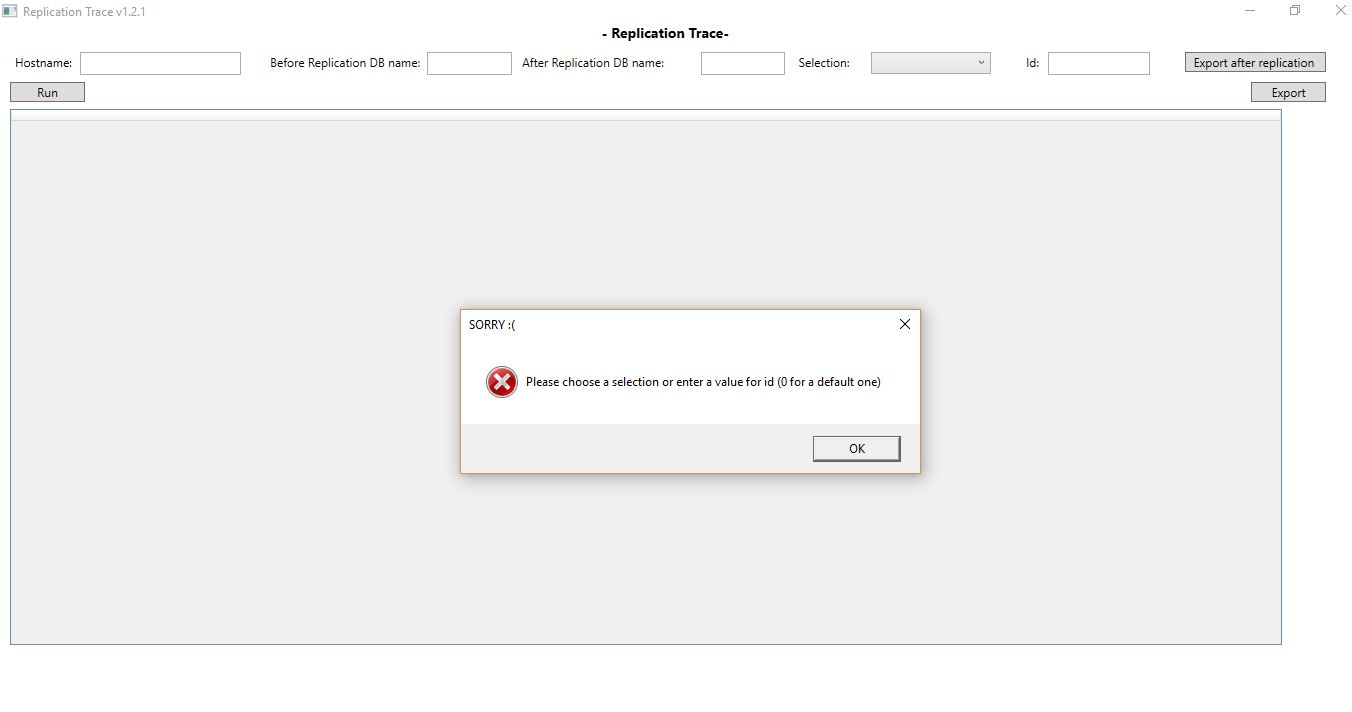 Replication Trace v1.2.1
- Replication Trace-
Hostname: Before Replication DB name: After Replication DB name: Selection: Id: Export after replication
Run Export
SORRY :(
Please choose a selection or enter a value for id (0 for a default one)
OK